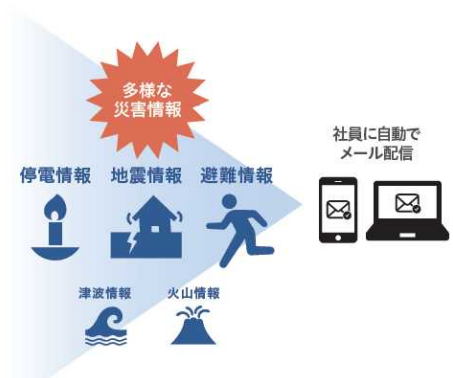 多様な
災害情報
停電情報
地震情報
避難情報
津波情報
火山情報
社員に自動で
メール配信